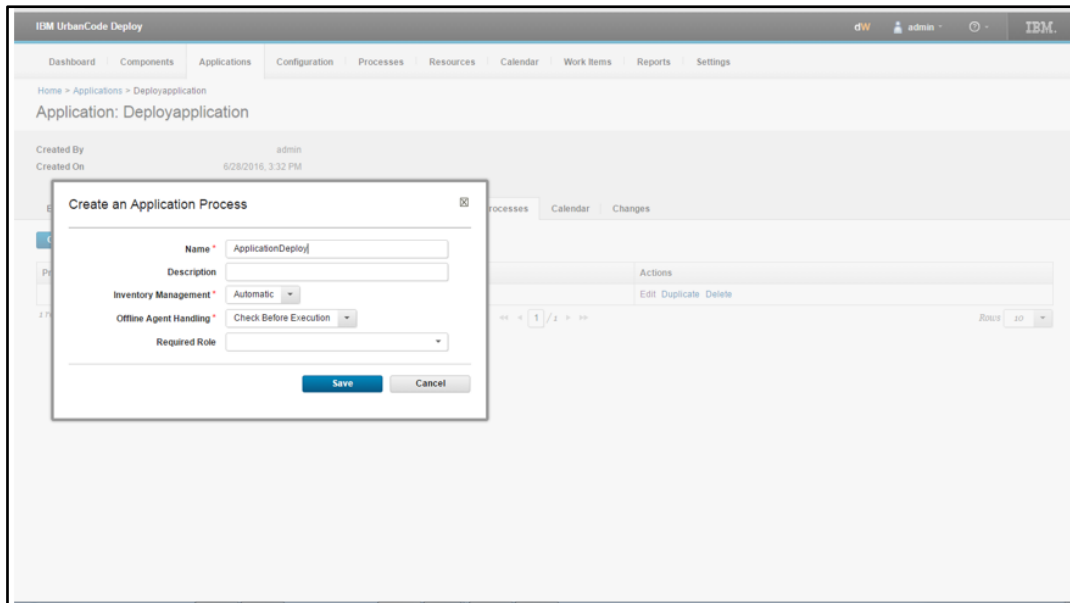 IBM UrbanCode Deploy dW admin IBM.
Dashboard Components Applications Configuration Processes Resources Calendar Work Items Reports Settings
Home > Applications > Deployapplication
Application: Deployapplication
Created By admin
Created On 6/28/2016, 3:32 PM
Create an Application Process
rocesses Calendar Changes
Name * ApplicationDeploy
Description
Inventory Management * Automatic
Offline Agent Handling * Check Before Execution
Required Role
Save Cancel
Actions
Edit Duplicate Delete
1 / 1
Rows 10